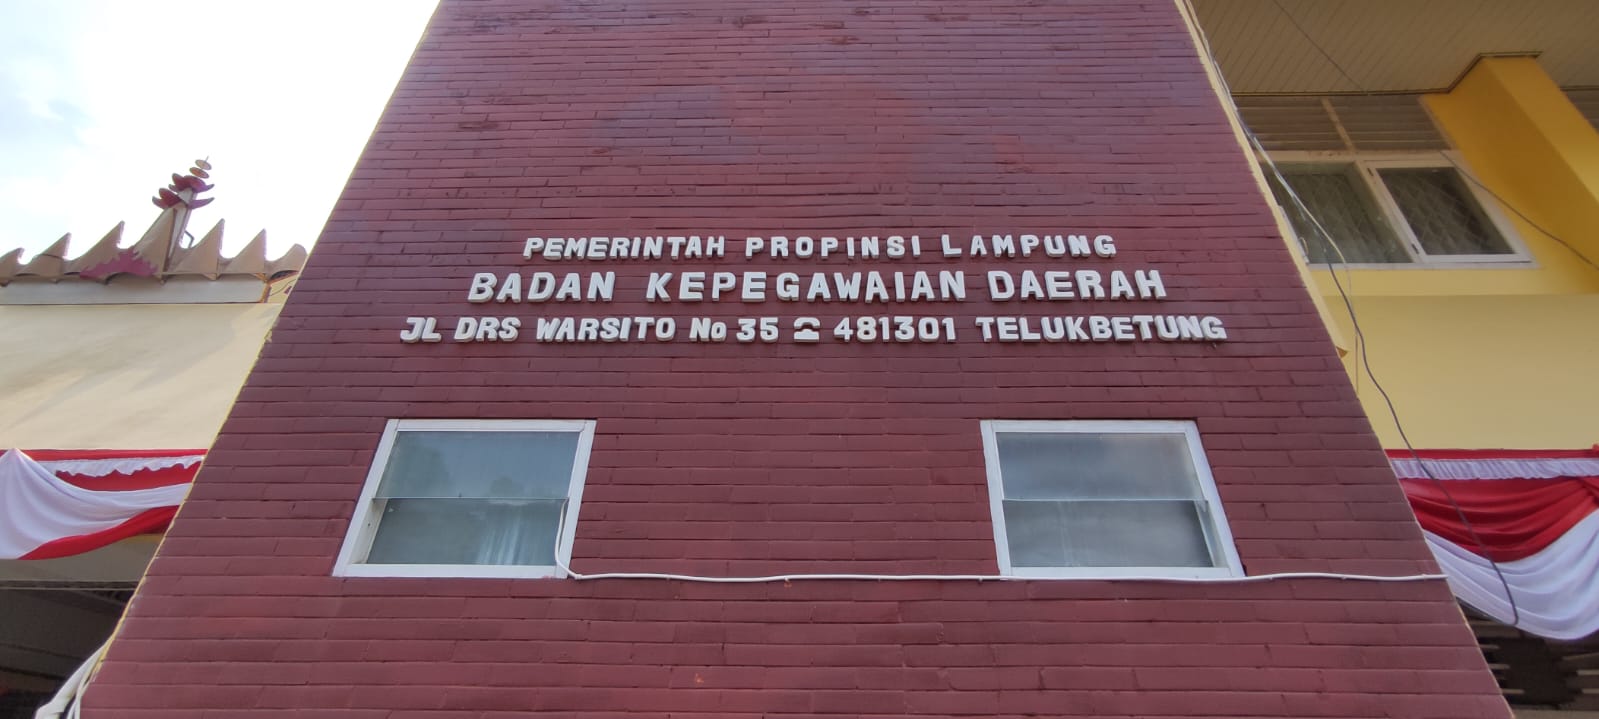 PEMERINTAH PROPINSI LAMPUNG
BADAN KEPEGAWAIAN DAERAH
JL DRS WARSITO No 35 ☎ 481301 TELUKBETUNG